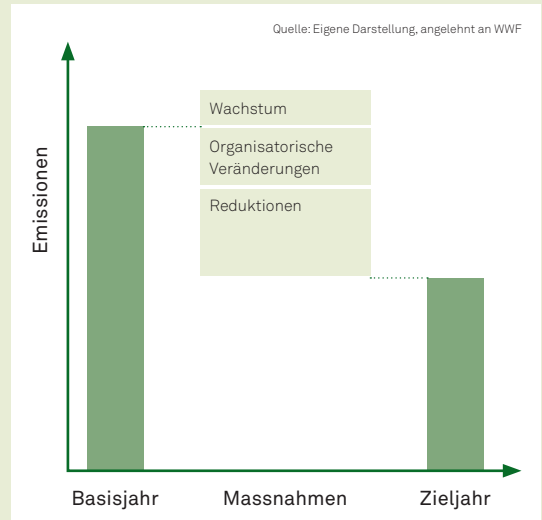 Quelle: Eigene Darstellung, angelehnt an WWF
Emissionen
Wachstum
Organisatorische
Veränderungen
Reduktionen
Basisjahr
Massnahmen
Zieljahr